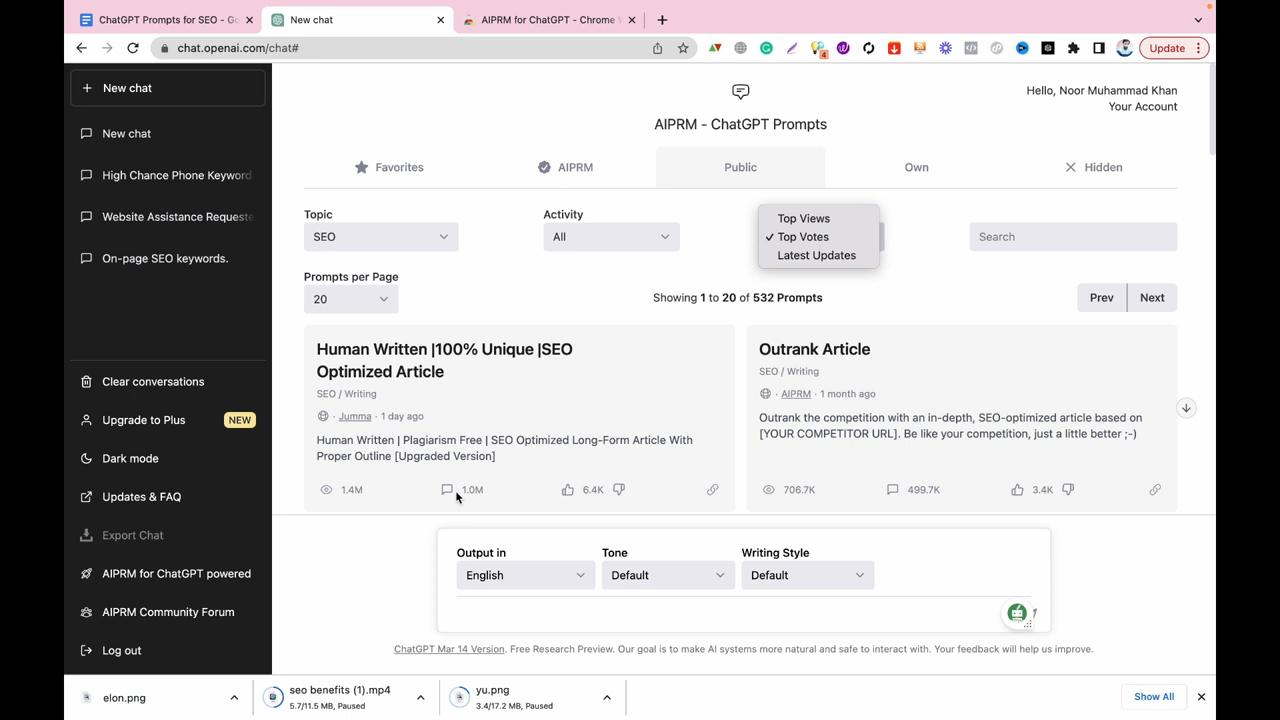 ChatGPT Prompts for SEO - Go
New chat
AIPRM for ChatGPT - Chrome
chat.openai.com/chat#
4
Update
New chat
New chat
High Chance Phone Keyword
Website Assistance Requeste
On-page SEO keywords.
Clear conversations
Upgrade to Plus
NEW
Dark mode
Updates & FAQ
Export Chat
AIPRM for ChatGPT powered
AIPRM Community Forum
Log out
Hello, Noor Muhammad Khan
Your Account
AIPRM - ChatGPT Prompts
Favorites
AIPRM
Public
Own
Hidden
Topic
SEO
Activity
All
Top Views
✓ Top Votes
Latest Updates
Search
Prompts per Page
20
Showing 1 to 20 of 532 Prompts
Prev
Next
Human Written |100% Unique |SEO
Optimized Article
SEO / Writing
· Jumma · 1 day ago
Human Written | Plagiarism Free | SEO Optimized Long-Form Article With
Proper Outline [Upgraded Version]
1.4M
1.0M
6.4K
Outrank Article
SEO / Writing
· AIPRM · 1 month ago
Outrank the competition with an in-depth, SEO-optimized article based on
[YOUR COMPETITOR URL]. Be like your competition, just a little better ;-)
706.7K
499.7K
3.4K
Output in
English
Tone
Default
Writing Style
Default
ChatGPT Mar 14 Version. Free Research Preview. Our goal is to make AI systems more natural and safe to interact with. Your feedback will help us improve.
elon.png
seo benefits (1).mp4
5.7/11.5 MB, Paused
yu.png
3.4/17.2 MB, Paused
Show All